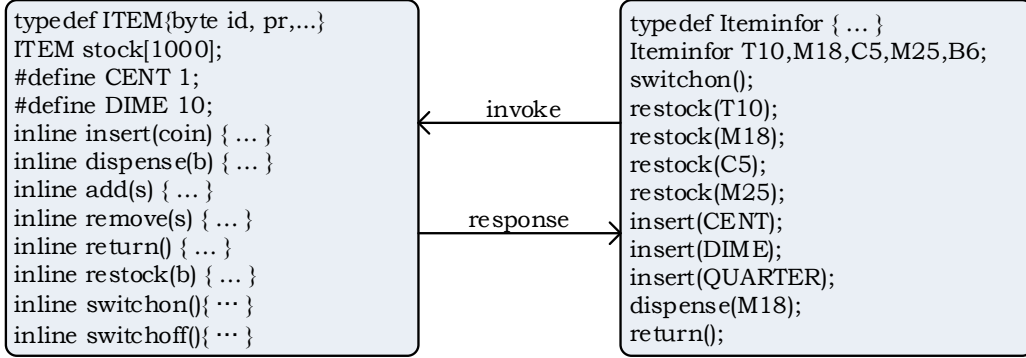 typedef ITEM{byte id, pr,...}
ITEM stock[1000];
#define CENT 1;
#define DIME 10;
inline insert(coin) { ... }
inline dispense(b) { ... }
inline add(s) { ... }
inline remove(s) { ... }
inline return() { ... }
inline restock(b) { ... }
inline switchon(){ ··· }
inline switchoff(){ ··· }
invoke
response
typedef Iteminfor { ... }
Iteminfor T10,M18,C5,M25,B6;
switchon();
restock(T10);
restock(M18);
restock(C5);
restock(M25);
insert(CENT);
insert(DIME);
insert(QUARTER);
dispense(M18);
return();